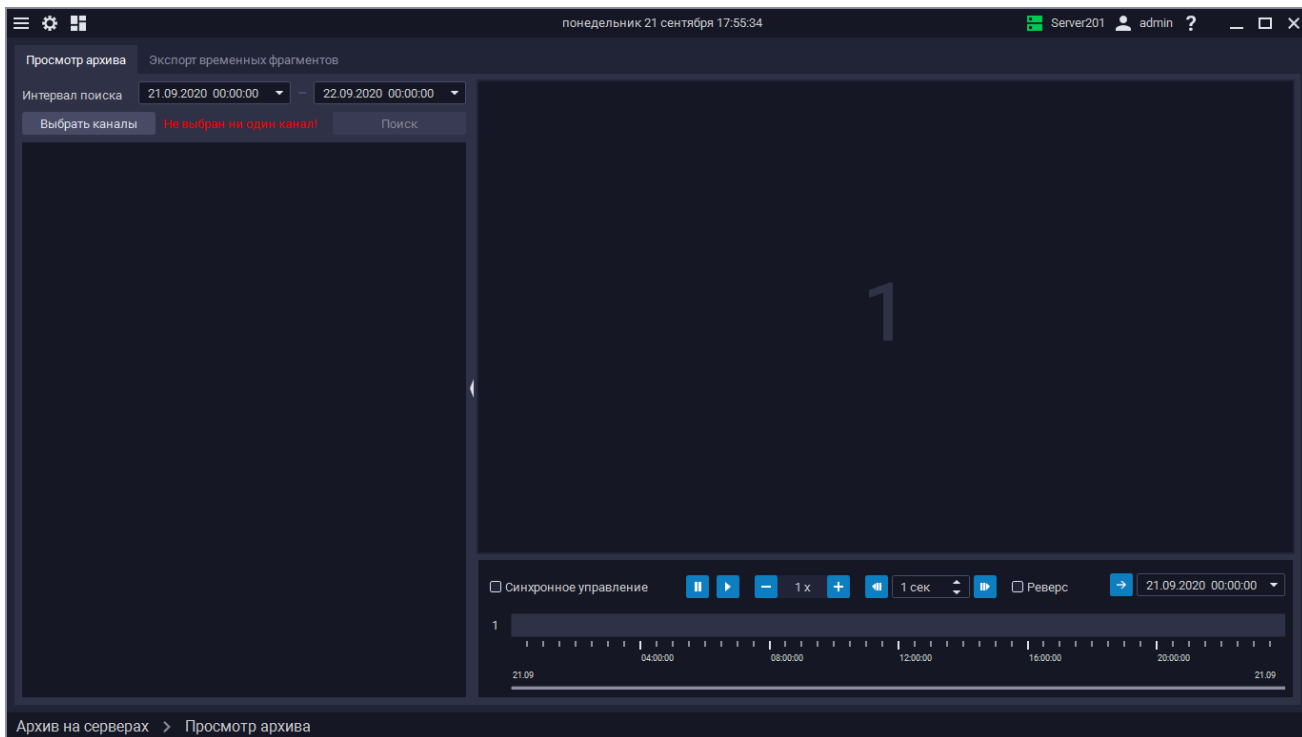 понедельник 21 сентября 17:55:34 Server201 admin ?
Просмотр архива Экспорт временных фрагментов
Интервал поиска 21.09.2020 00:00:00 – 22.09.2020 00:00:00
Выбрать каналы Не выбран ни один канал! Поиск
1
Синхронное управление 1 x 1 сек Реверс 21.09.2020 00:00:00
1
04:00:00 08:00:00 12:00:00 16:00:00 20:00:00
21.09 21.09
Архив на серверах > Просмотр архива